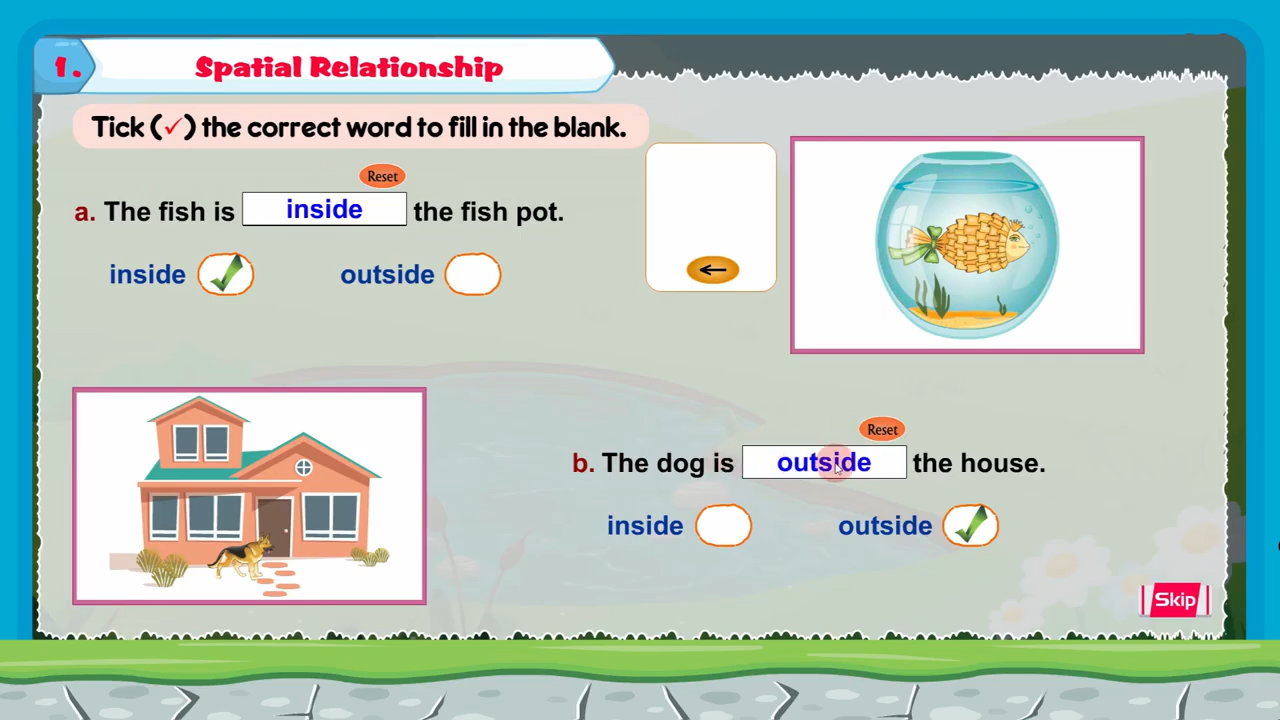 1.
Spatial Relationship
Tick (✓) the correct word to fill in the blank.
Reset
a. The fish is inside the fish pot.
inside outside
Reset
b. The dog is outside the house.
inside outside
Skip